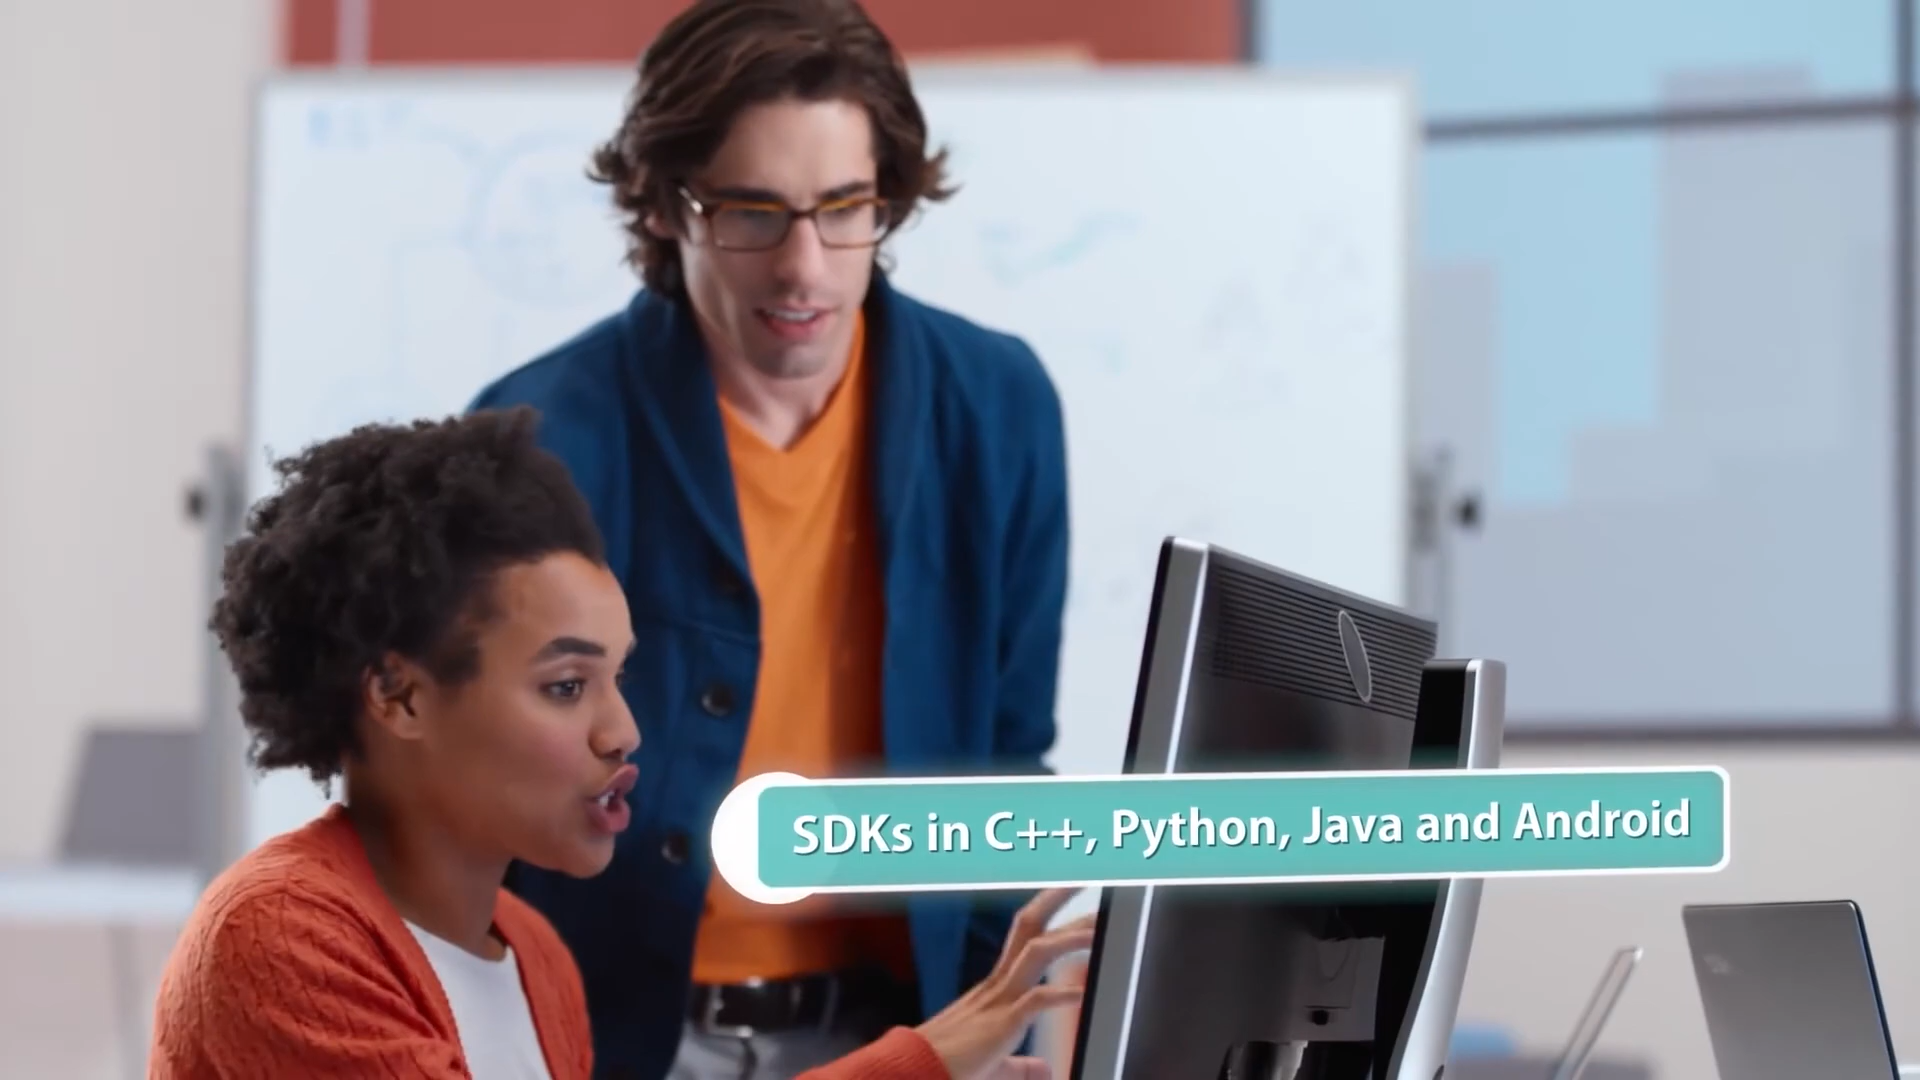 SDKs in C++, Python, Java and Android